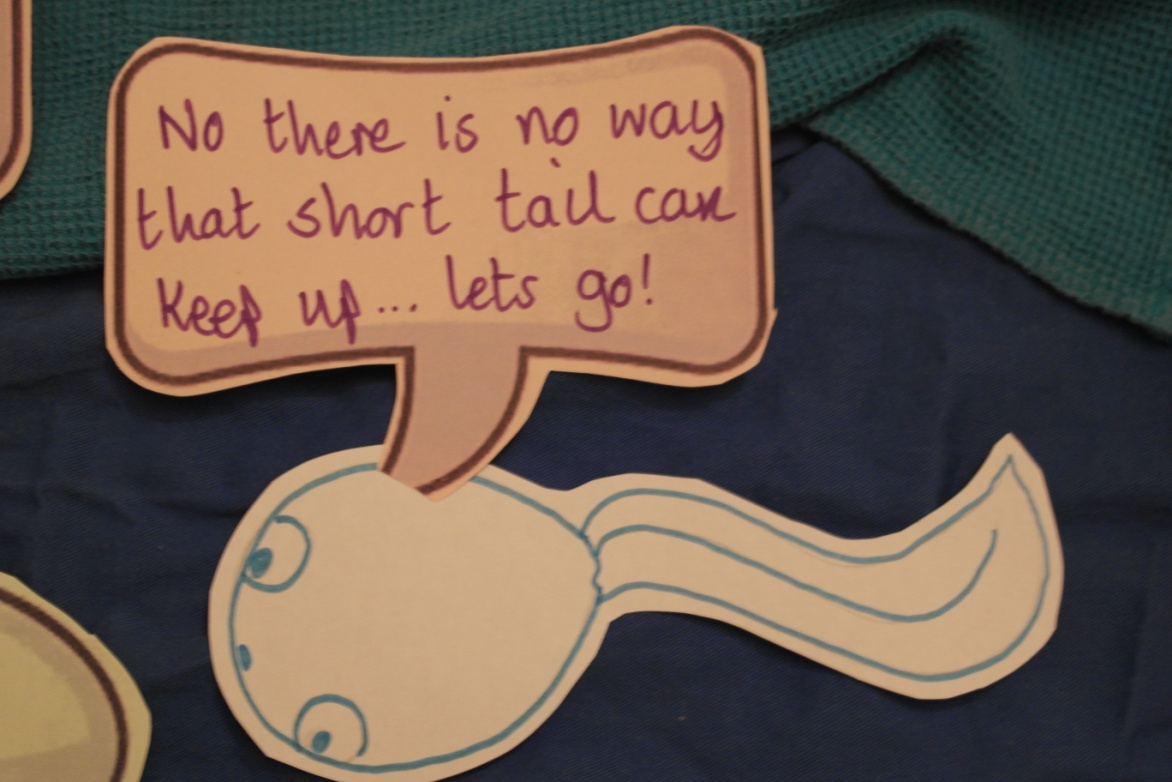 No there is no way
that short tail can
keep up... lets go!